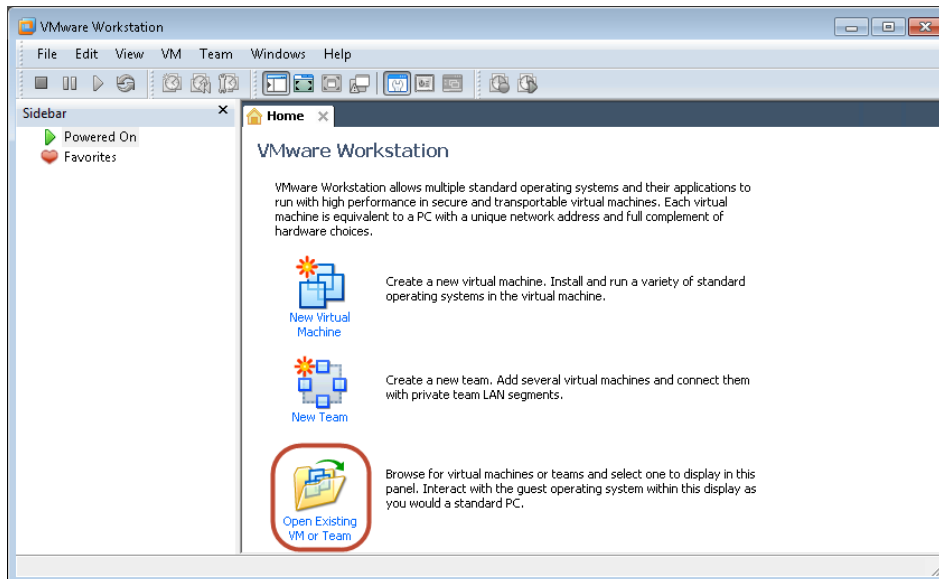 VMware Workstation
File Edit View VM Team Windows Help
Sidebar
Powered On
Favorites
Home
VMware Workstation
VMware Workstation allows multiple standard operating systems and their applications to
run with high performance in secure and transportable virtual machines. Each virtual
machine is equivalent to a PC with a unique network address and full complement of
hardware choices.
New Virtual
Machine
Create a new virtual machine. Install and run a variety of standard
operating systems in the virtual machine.
New Team
Create a new team. Add several virtual machines and connect them
with private team LAN segments.
Open Existing
VM or Team
Browse for virtual machines or teams and select one to display in this
panel. Interact with the guest operating system within this display as
you would a standard PC.